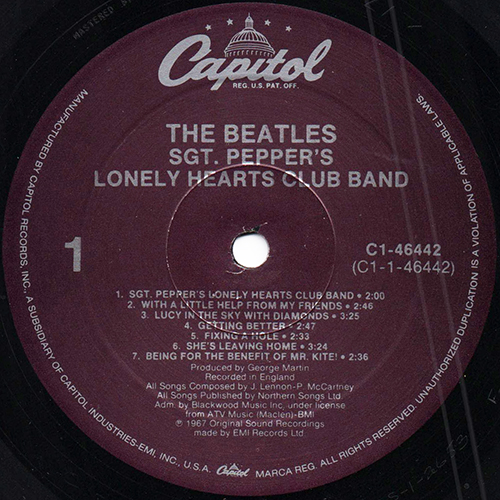 Capitol
REG. U.S. PAT. OFF.
THE BEATLES
SGT. PEPPER'S
LONELY HEARTS CLUB BAND
1
C1-46442
(C1-1-46442)
1. SGT. PEPPER'S LONELY HEARTS CLUB BAND • 2:00
2. WITH A LITTLE HELP FROM MY FRIENDS • 2:46
3. LUCY IN THE SKY WITH DIAMONDS • 3:25
4. GETTING BETTER • 2:47
5. FIXING A HOLE • 2:33
6. SHE'S LEAVING HOME • 3:24
7. BEING FOR THE BENEFIT OF MR. KITE! • 2:36
Produced by George Martin
Recorded in England
All Songs Composed by J. Lennon-P. McCartney
All Songs Published by Northern Songs Ltd.
Adm. by Blackwood Music Inc. under license
from ATV Music (Maclen)-BMI
℗ 1967 Original Sound Recordings
made by EMI Records Ltd
MANUFACTURED BY CAPITOL RECORDS, INC., A SUBSIDIARY OF CAPITOL INDUSTRIES-EMI, INC., U.S.A. Capitol MARCA REG. ALL RIGHTS RESERVED. UNAUTHORIZED DUPLICATION IS A VIOLATION OF APPLICABLE LAWS.
MASTERED